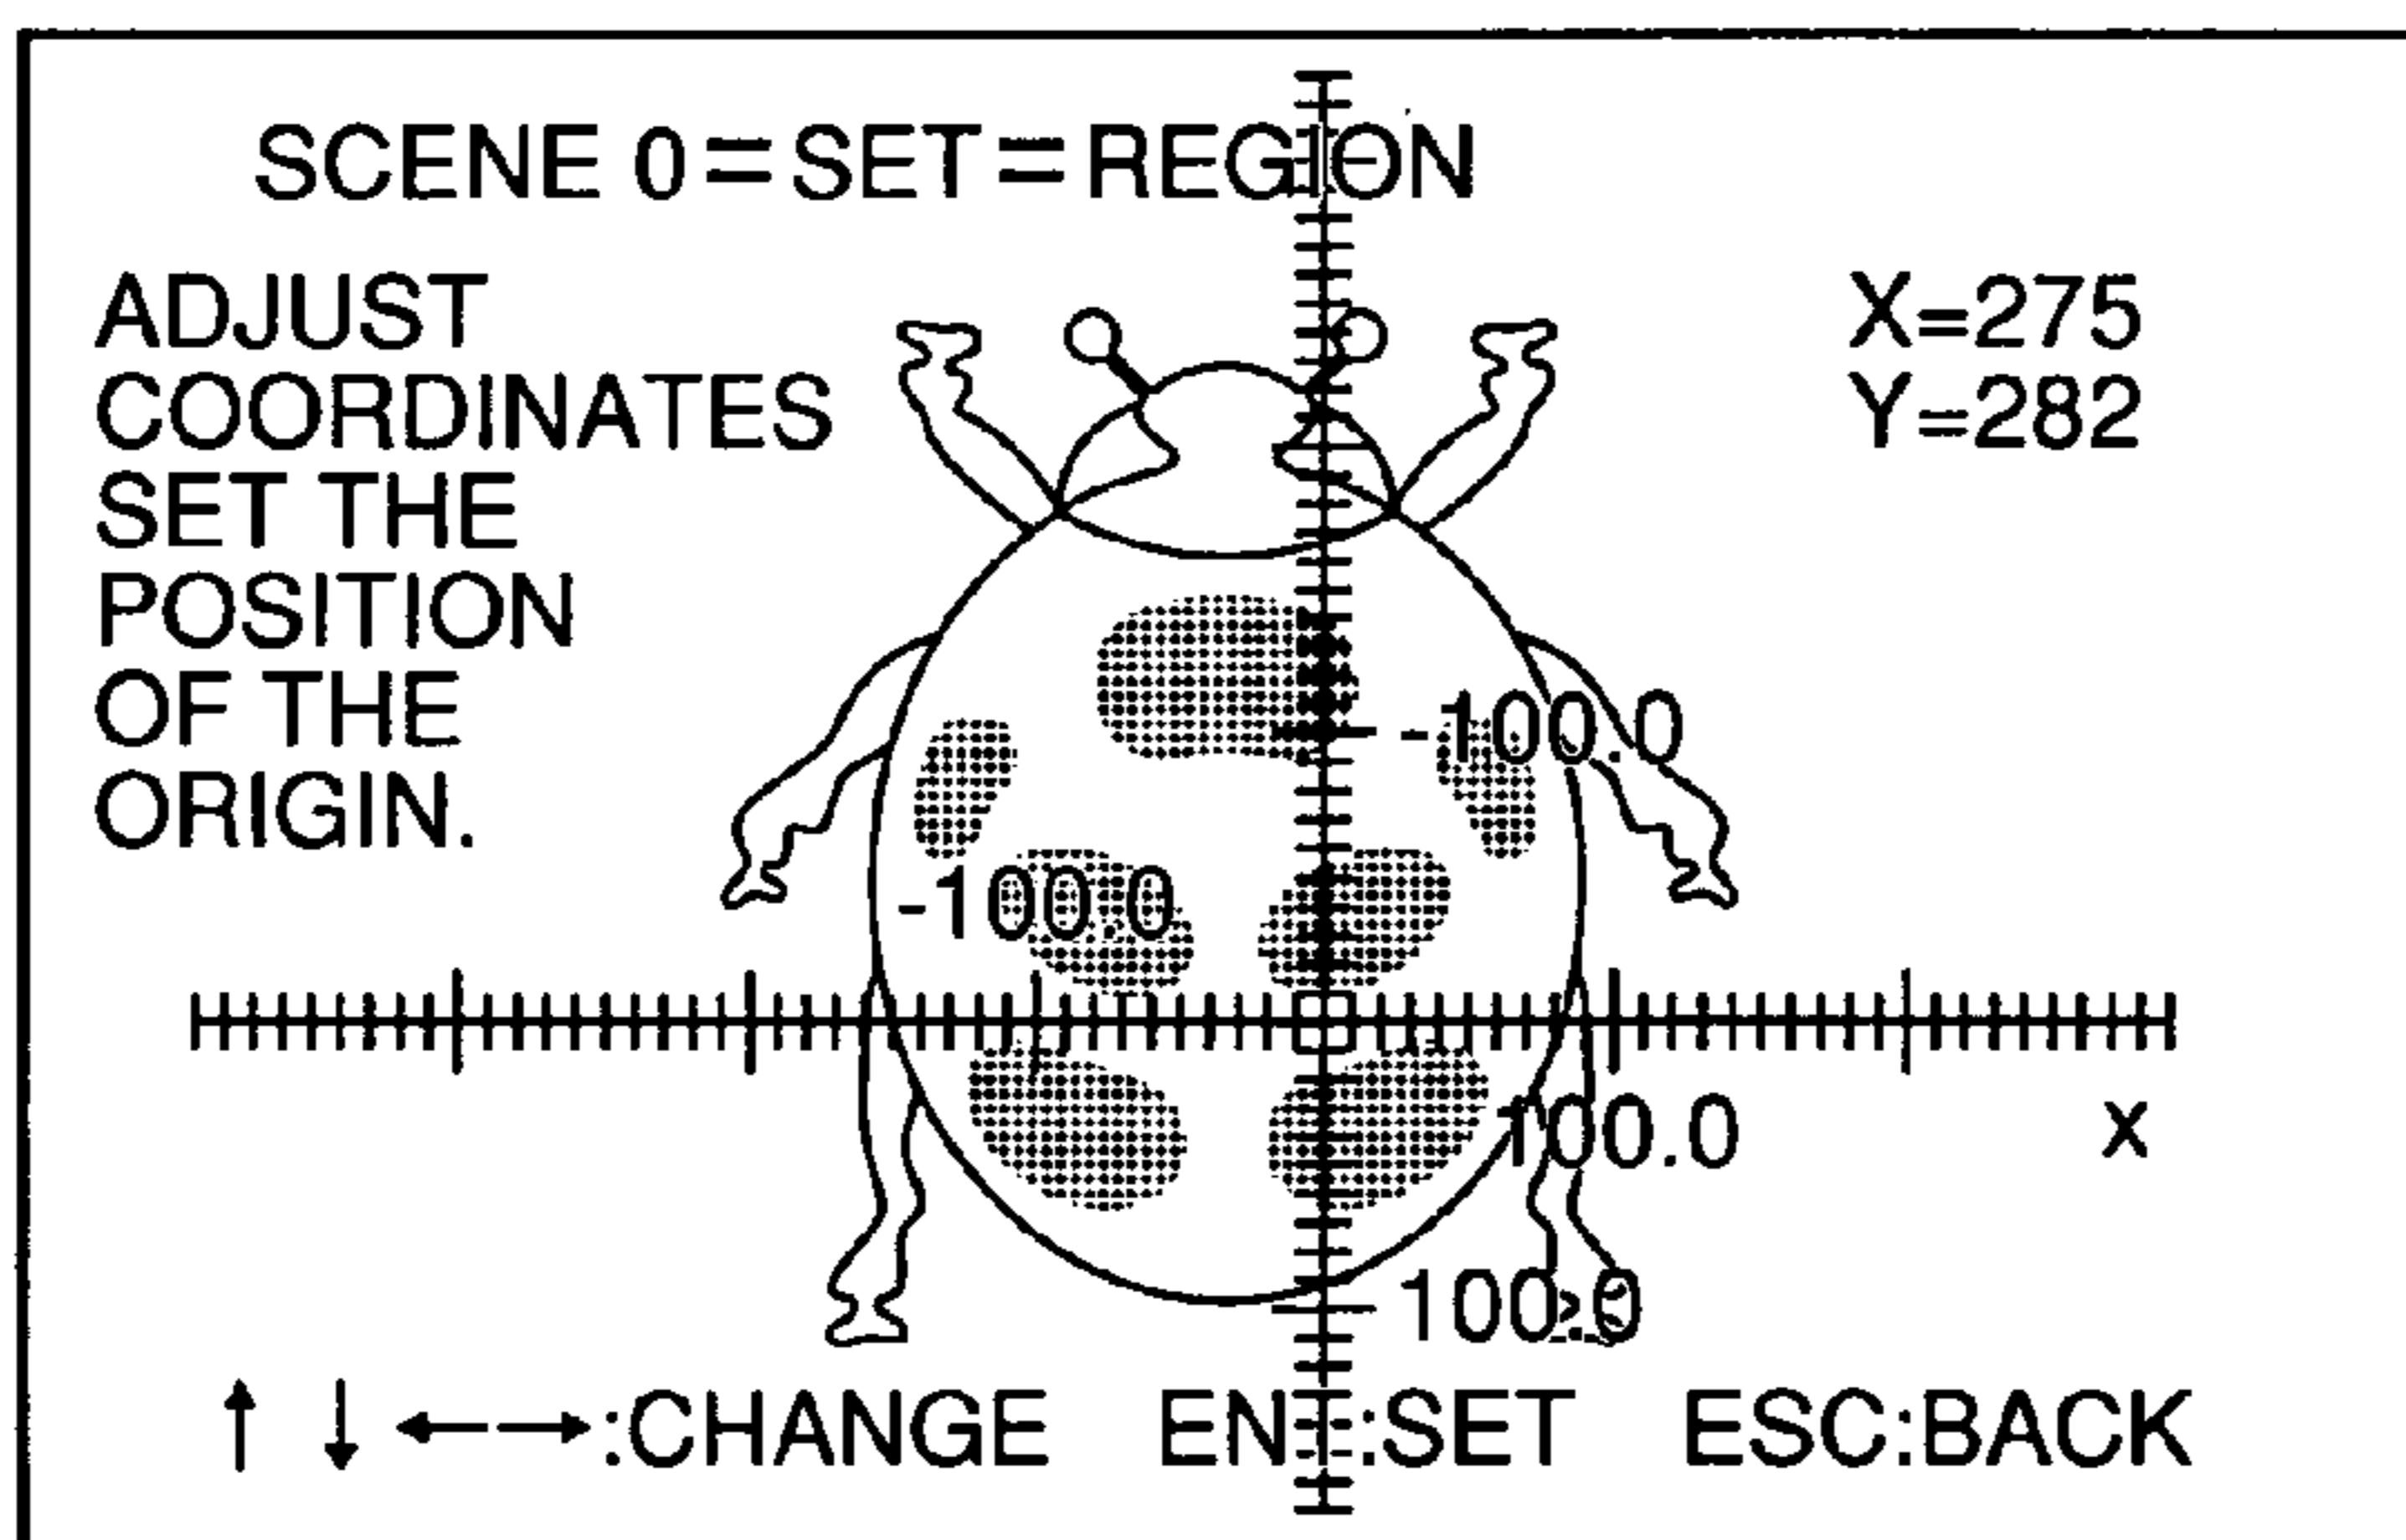 SCENE 0=SET=REGION
ADJUST
COORDINATES
SET THE
POSITION
OF THE
ORIGIN.
X=275
Y=282
-100.0
-100.0
100.0
x
100.0
↑ ↓ ←→:CHANGE ENT:SET ESC:BACK